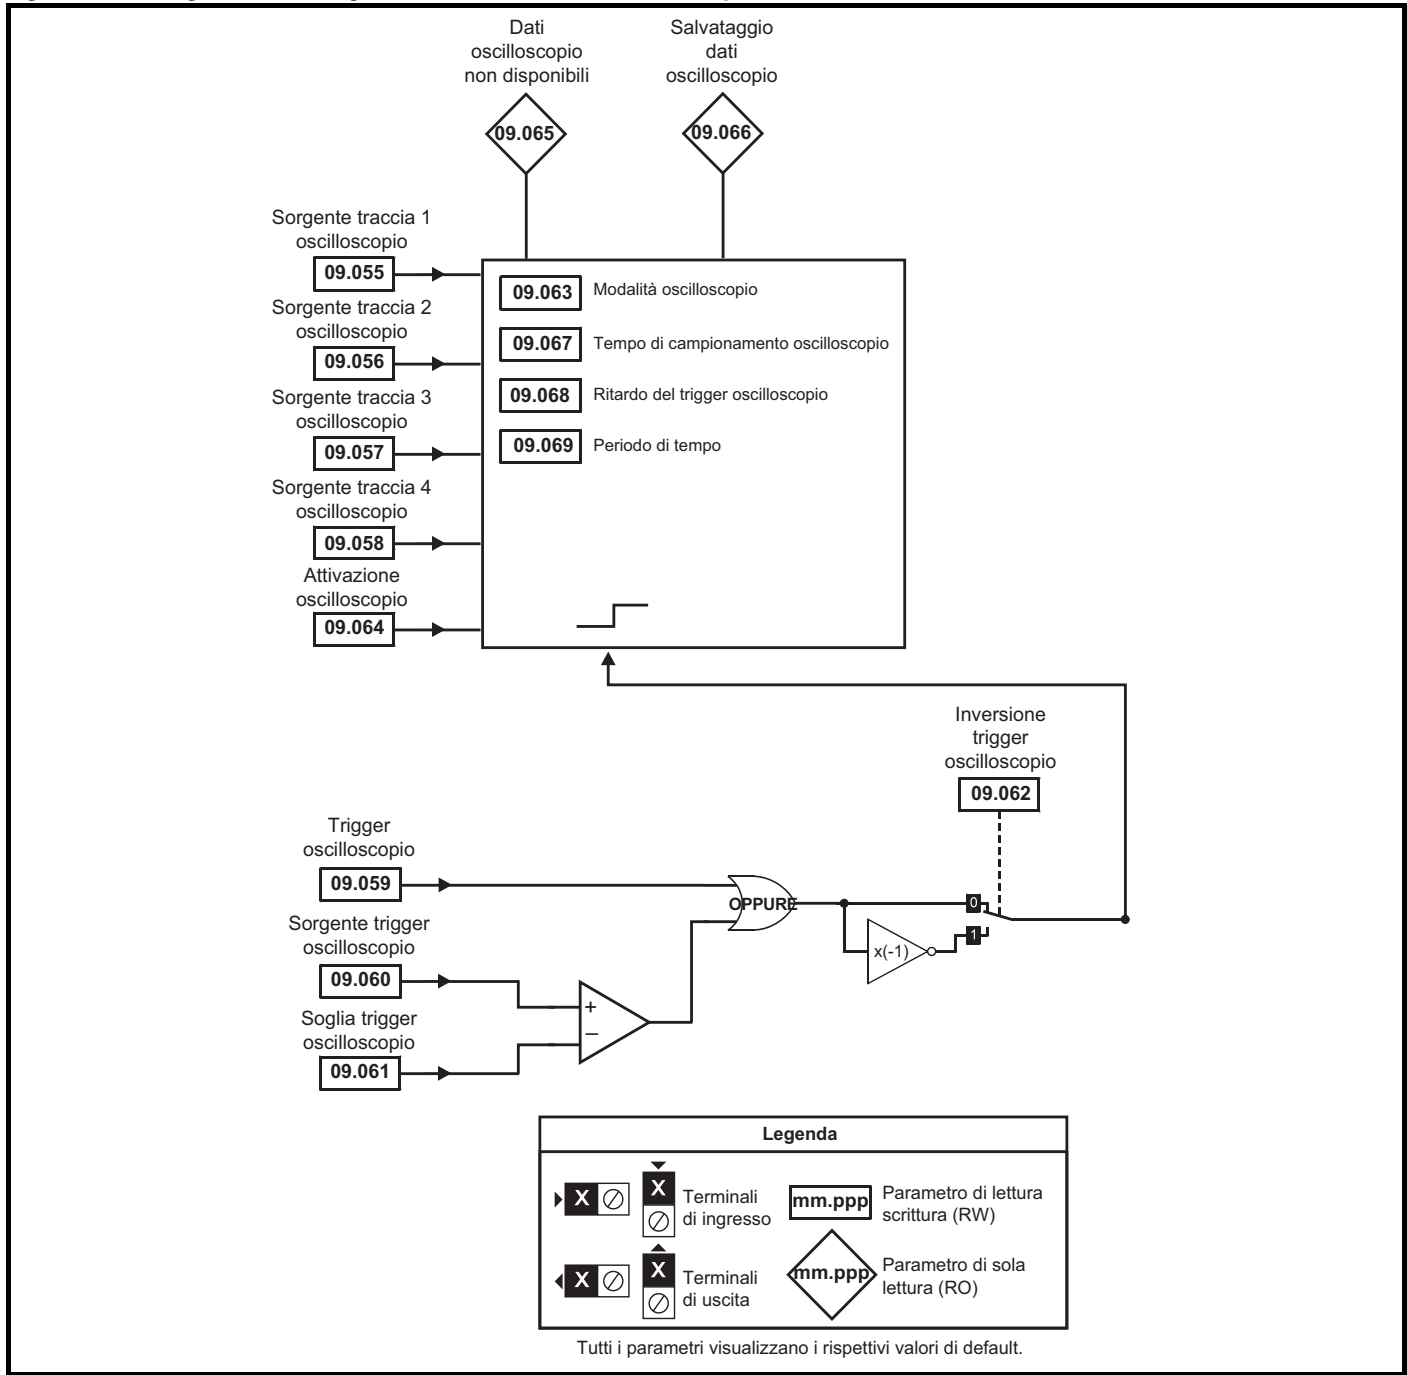 Dati
oscilloscopio
non disponibili
09.065
Salvataggio
dati
oscilloscopio
09.066
Sorgente traccia 1
oscilloscopio
09.055
Sorgente traccia 2
oscilloscopio
09.056
Sorgente traccia 3
oscilloscopio
09.057
Sorgente traccia 4
oscilloscopio
09.058
Attivazione
oscilloscopio
09.064
09.063 Modalità oscilloscopio
09.067 Tempo di campionamento oscilloscopio
09.068 Ritardo del trigger oscilloscopio
09.069 Periodo di tempo
Inversione
trigger
oscilloscopio
09.062
Trigger
oscilloscopio
09.059
Sorgente trigger
oscilloscopio
09.060
Soglia trigger
oscilloscopio
09.061
+
–
OPPURE
x(-1)
0
1
Legenda
X
X
Terminali
di ingresso
mm.ppp
Parametro di lettura
scrittura (RW)
X
X
Terminali
di uscita
mm.ppp
Parametro di sola
lettura (RO)
Tutti i parametri visualizzano i rispettivi valori di default.